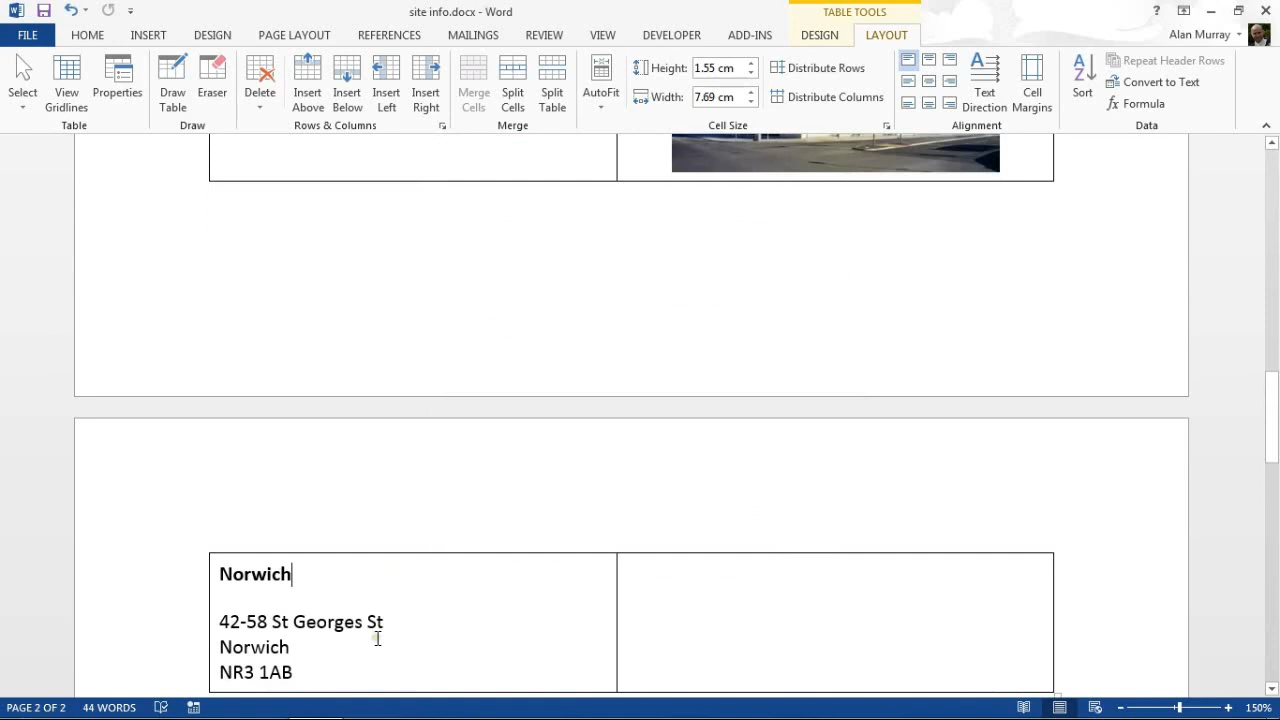 site info.docx - Word
TABLE TOOLS
?
FILE
HOME
INSERT
DESIGN
PAGE LAYOUT
REFERENCES
MAILINGS
REVIEW
VIEW
DEVELOPER
ADD-INS
DESIGN
LAYOUT
Alan Murray
Select
View Gridlines
Properties
Table
Draw Table
Eraser
Draw
Delete
Insert Above
Insert Below
Insert Left
Insert Right
Rows & Columns
Merge Cells
Split Cells
Split Table
Merge
AutoFit
Height: 1.55 cm
Width: 7.69 cm
Distribute Rows
Distribute Columns
Cell Size
Text Direction
Cell Margins
Alignment
Sort
Repeat Header Rows
Convert to Text
fx Formula
Data
Norwich
42-58 St Georges St
Norwich
NR3 1AB
PAGE 2 OF 2
44 WORDS
150%